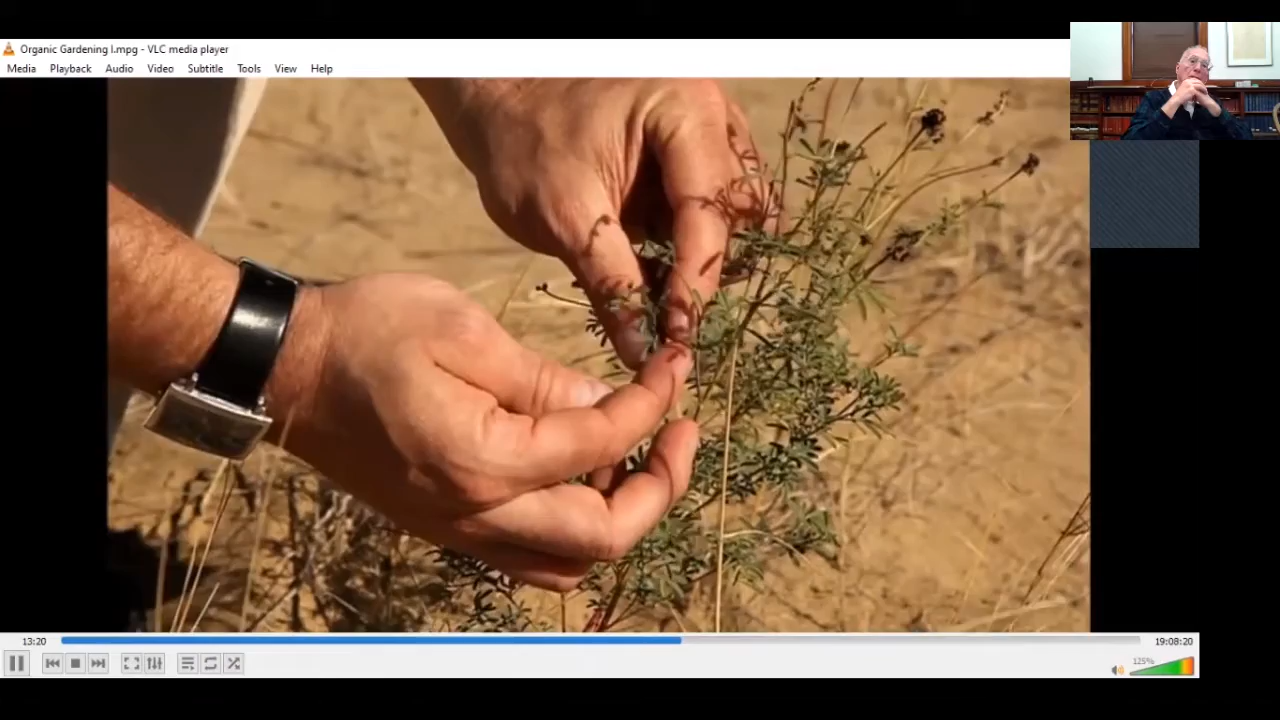 Organic Gardening I.mpg - VLC media player
Media Playback Audio Video Subtitle Tools View Help
13:20
19:08:20
125%